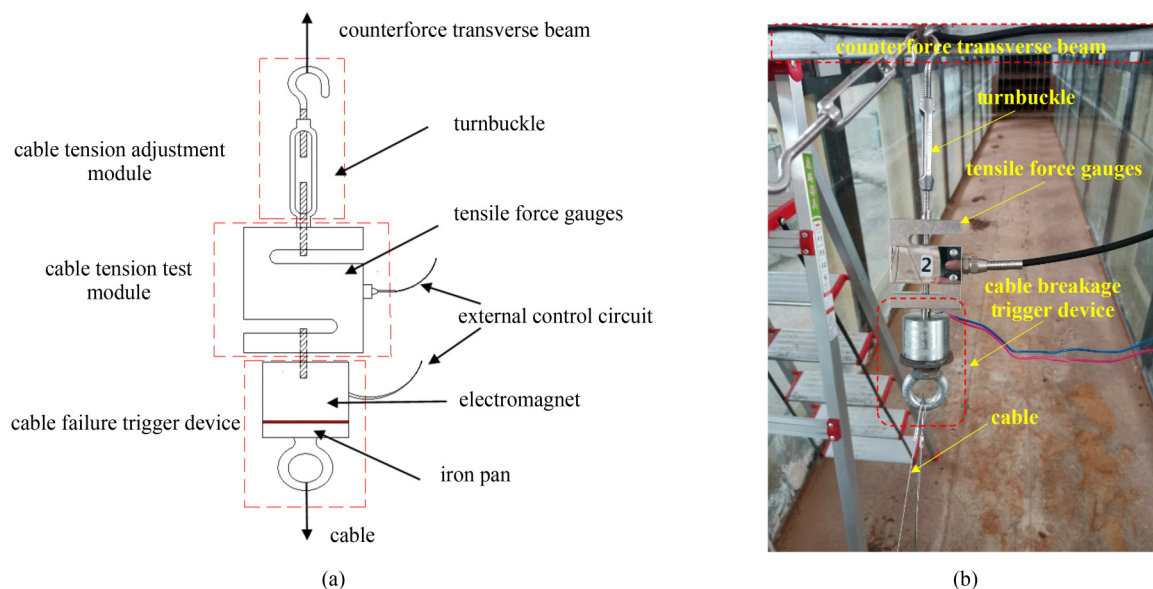 counterforce transverse beam
turnbuckle
cable tension adjustment
module
tensile force gauges
cable tension test
module
external control circuit
electromagnet
cable failure trigger device
iron pan
cable
(a)
counterforce transverse beam
turnbuckle
tensile force gauges
2
cable breakage
trigger device
cable
(b)